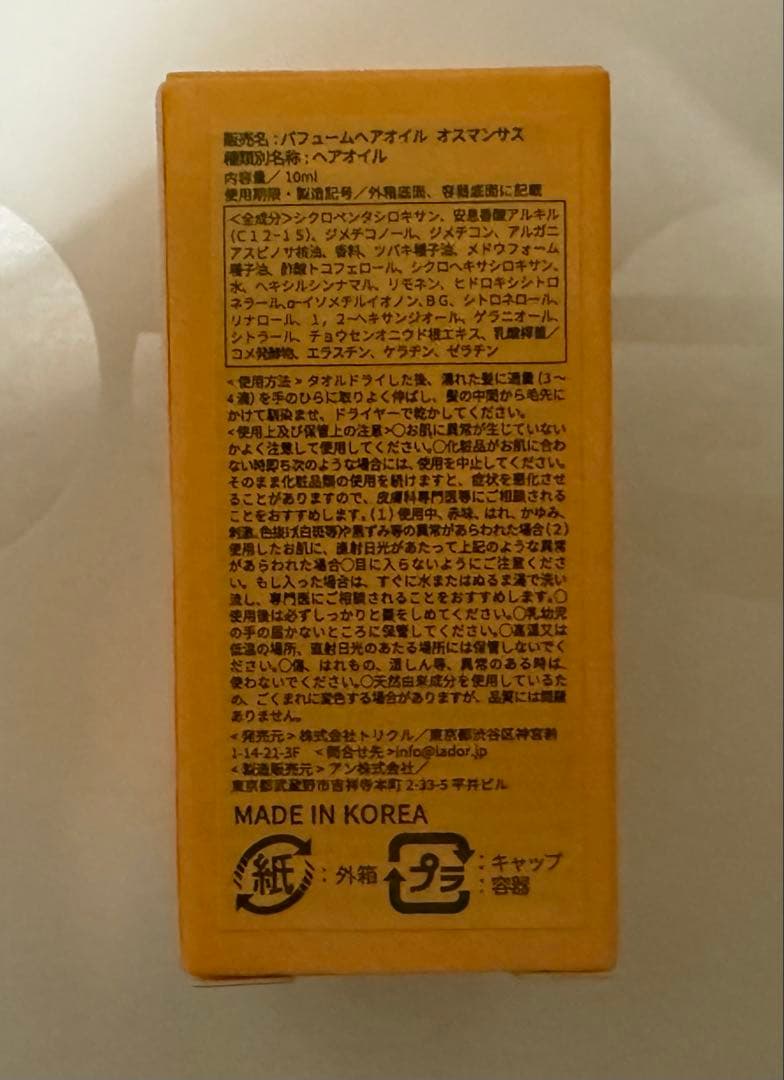 販売名：パフュームヘアオイル オスマンサス
種類別名称：ヘアオイル
内容量／10ml
使用期限・製造記号／外箱底面、容器底面に記載
＜全成分＞シクロペンタシロキサン、安息香酸アルキル
(C12-15)、ジメチコノール、ジメチコン、アルガニ
アスピノサ核油、香料、ツバキ種子油、メドウフォーム
種子油、酢酸トコフェロール、シクロヘキサシロキサン、
水、ヘキシルシンナマル、リモネン、ヒドロキシシトロ
ネラール、α-イソメチルイオノン、BG、シトロネロール、
リナロール、1，2-ヘキサンジオール、ゲラニオール、
シトラール、チョウセンオニウド根エキス、乳酸桿菌／
コメ発酵物、エラスチン、ケラチン、ゼラチン
＜使用方法＞タオルドライした後、濡れた髪に適量(3～
4滴)を手のひらに取りよく伸ばし、髪の中間から毛先に
かけて馴染ませ、ドライヤーで乾かしてください。
＜使用上及び保管上の注意＞○お肌に異常が生じていない
かよく注意して使用してください。○化粧品がお肌に合わ
ない時即ち次のような場合には、使用を中止してください。
そのまま化粧品類の使用を続けますと、症状を悪化させ
ることがありますので、皮膚科専門医等にご相談される
ことをおすすめします。(1)使用中、赤味、はれ、かゆみ、
刺激、色抜け(白斑等)や黒ずみ等の異常があらわれた場合(2)
使用したお肌に、直射日光があたって上記のような異常
があらわれた場合○目に入らないようにご注意くださ
い。もし入った場合は、すぐに水またはぬるま湯で洗い
流し、専門医にご相談されることをおすすめします。○
使用後は必ずしっかりと蓋をしめてください。○乳幼児
の手の届かないところに保管してください。○高温又は
低温の場所、直射日光のあたる場所には保管しないでく
ださい。○傷、はれもの、湿しん等、異常のある時は、
使わないでください。○天然由来成分を使用しているた
め、ごくまれに変色する場合がありますが、品質には問題
ありません。
＜発売元＞株式会社トリクル／東京都渋谷区神宮前
1-14-21-3F ＜問合せ先＞info@lador.jp
＜製造販売元＞アン株式会社／
東京都武蔵野市吉祥寺本町2-33-5 平井ビル
MADE IN KOREA
紙：外箱 プラ：キャップ
：容器